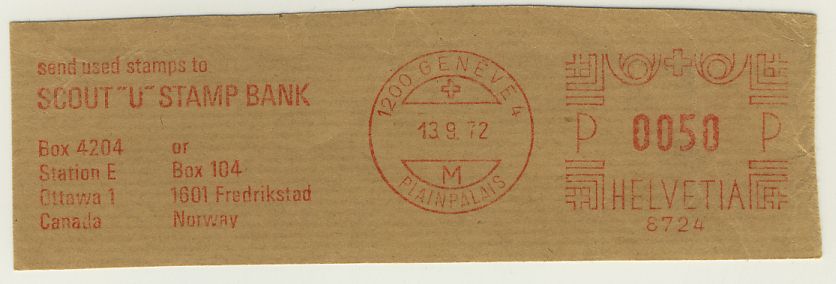 send used stamps to
SCOUT "U" STAMP BANK
Box 4204
Station E
Ottawa 1
Canada
or
Box 104
1601 Fredrikstad
Norway
1200 GENÈVE 4
13.9.72
M
PLAINPALAIS
P 0050 P
HELVETIA
8724